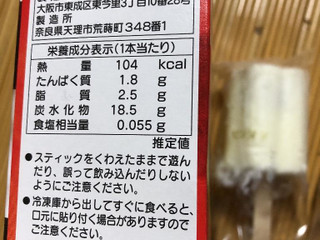 大阪市東成区東今里3丁目10番28号
製造所
奈良県天理市荒蒔町348番1
栄養成分表示(1本当たり)
熱量 104 kcal
たんぱく質 1.8 g
脂質 2.5 g
炭水化物 18.5 g
食塩相当量 0.055 g
推定値
●スティックをくわえたままで遊ん
だり、誤って飲み込んだりしない
ようにご注意ください。
●冷凍庫から出してすぐに食べると、
口元に貼り付く場合がありますので
ご注意ください。